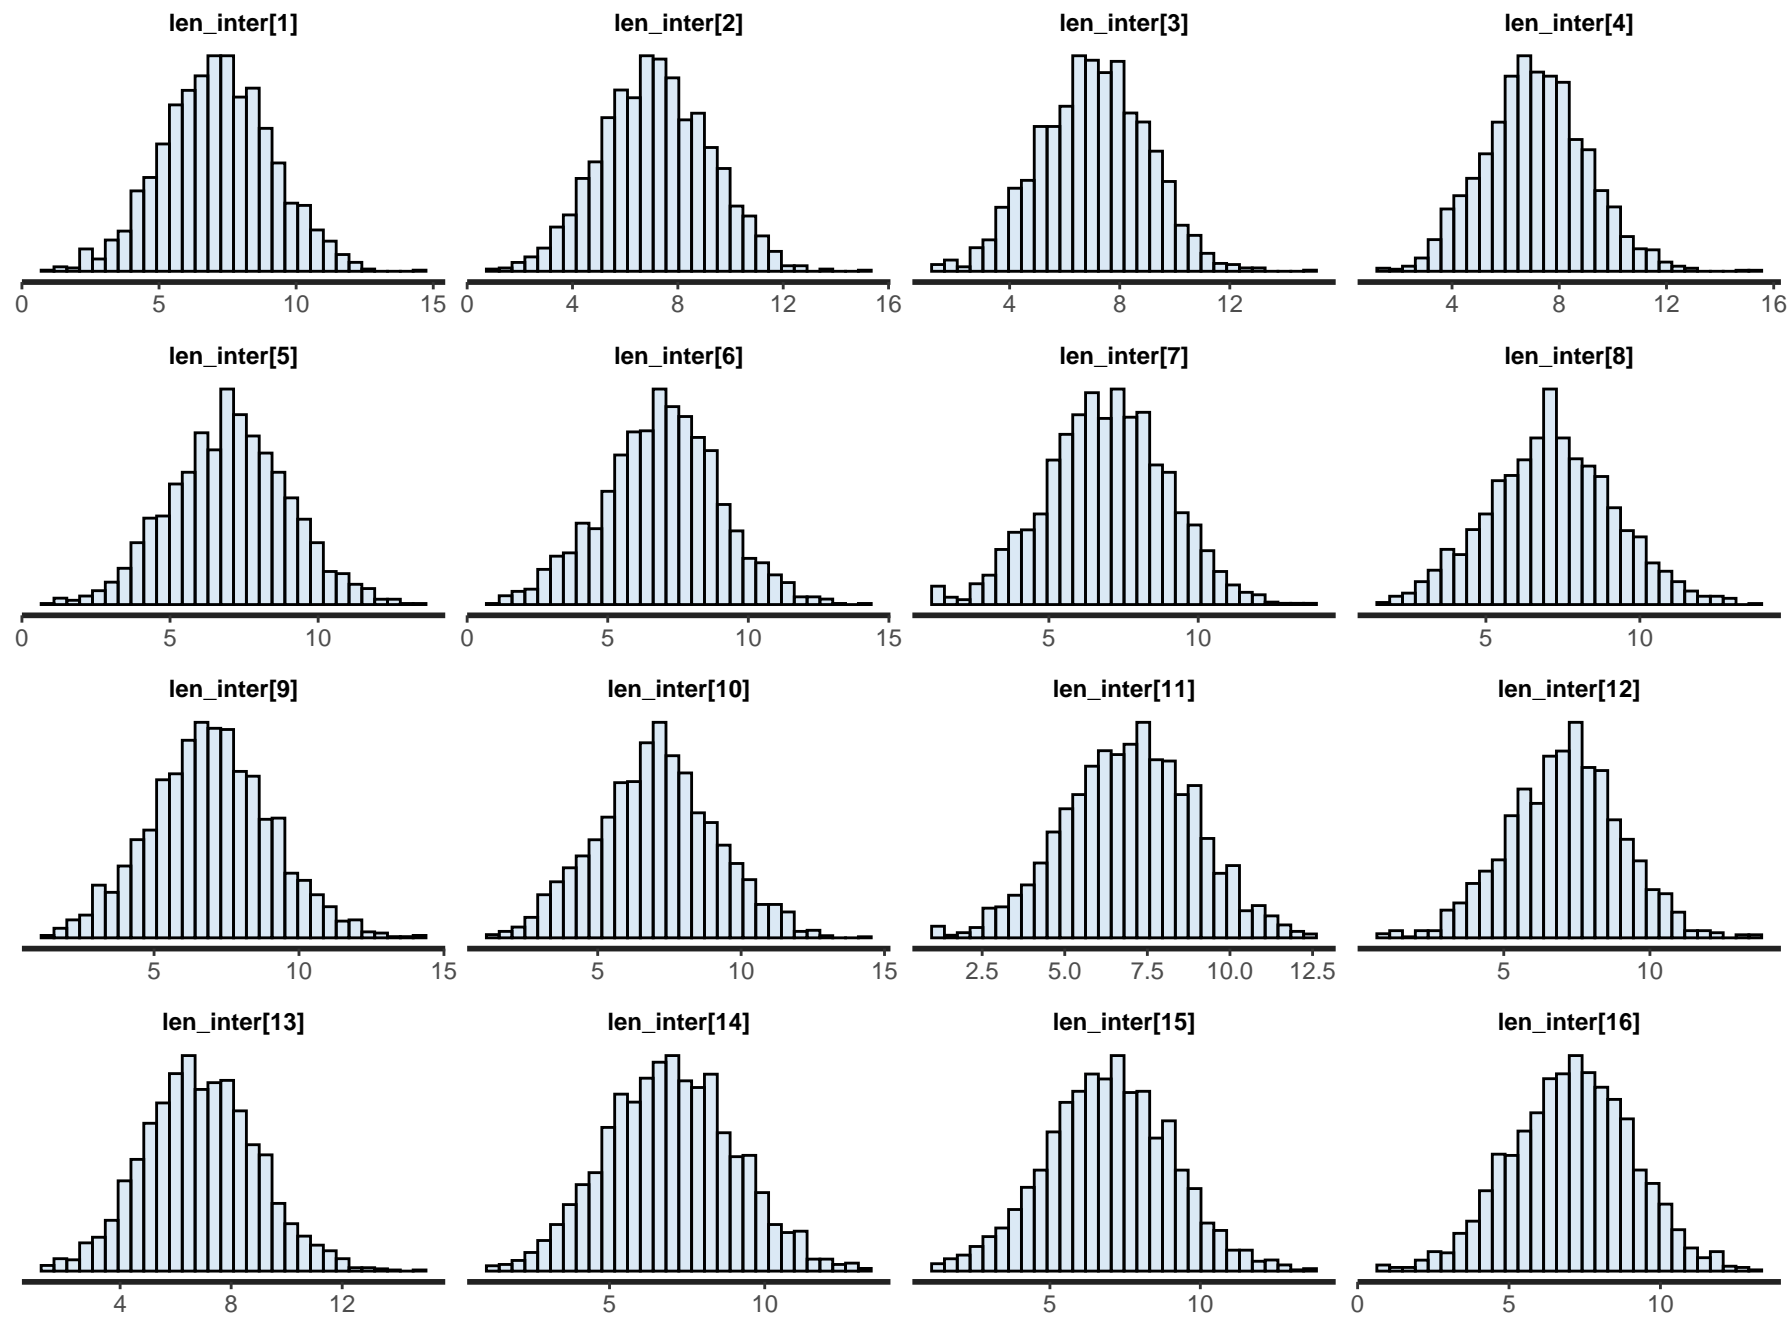 len_inter[1] len_inter[2] len_inter[3] len_inter[4]
0 5 10 15 0 4 8 12 16 4 8 12 4 8 12 16
len_inter[5] len_inter[6] len_inter[7] len_inter[8]
0 5 10 0 5 10 15 5 10 5 10
len_inter[9] len_inter[10] len_inter[11] len_inter[12]
5 10 15 5 10 15 2.5 5.0 7.5 10.0 12.5 5 10
len_inter[13] len_inter[14] len_inter[15] len_inter[16]
4 8 12 5 10 5 10 0 5 10